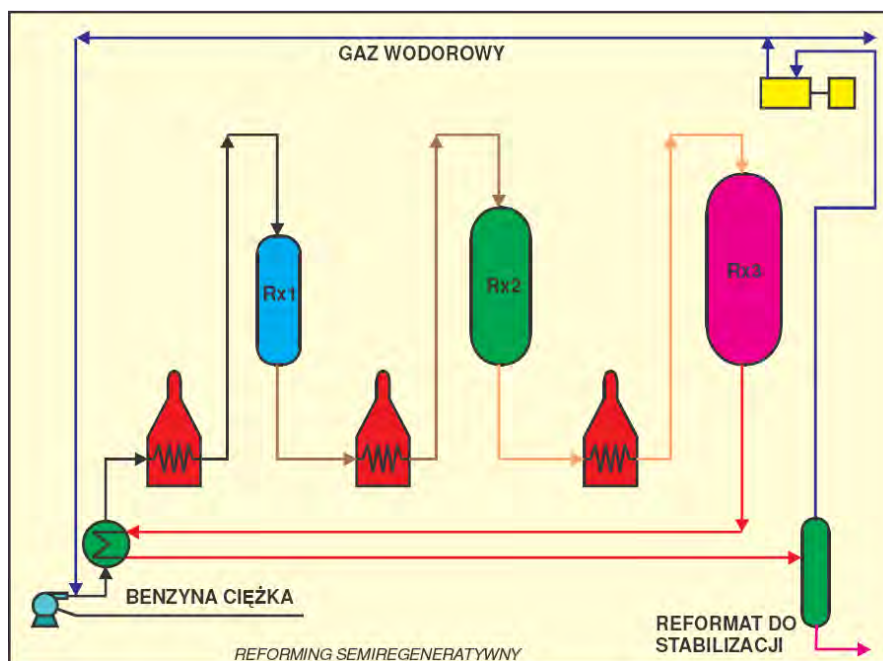 GAZ WODOROWY
Rx1
Rx2
Rx3
BENZYNA CIĘŻKA
REFORMAT DO
STABILIZACJI
REFORMING SEMIREGENERATYWNY